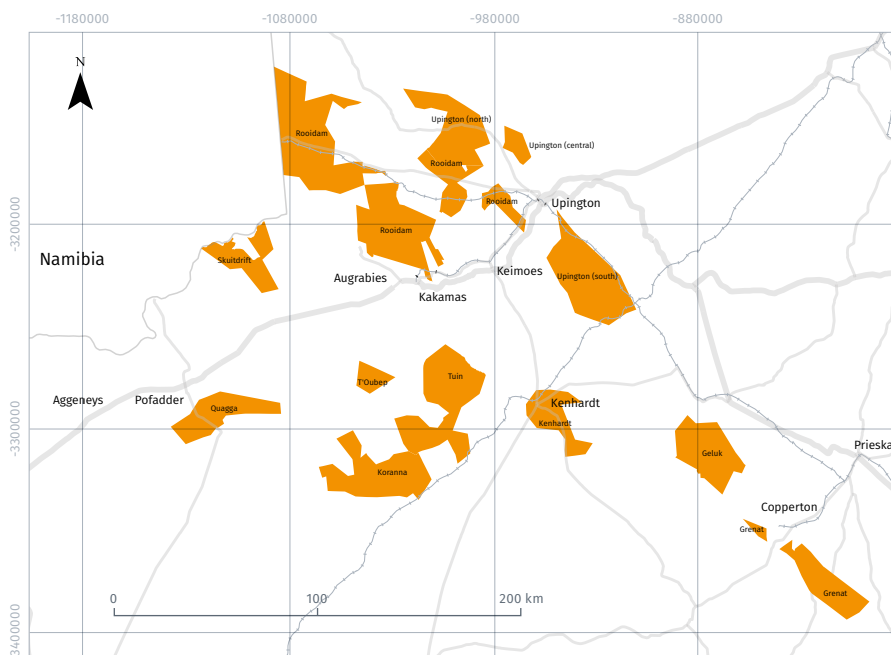 -1180000
-1080000
-980000
-880000
N
Rooidam
Upington (north)
Upington (central)
Rooidam
Rooidam
Upington
-3200000
Rooidam
Namibia
Skuitdrift
Augrabies
Keimoes
Upington (south)
Kakamas
T'Oubep
Tuin
Aggeneys
Pofadder
Quagga
Kenhardt
Kenhardt
-3300000
Prieska
Geluk
Koranna
Copperton
Grenat
Grenat
0
100
200 km
-3400000